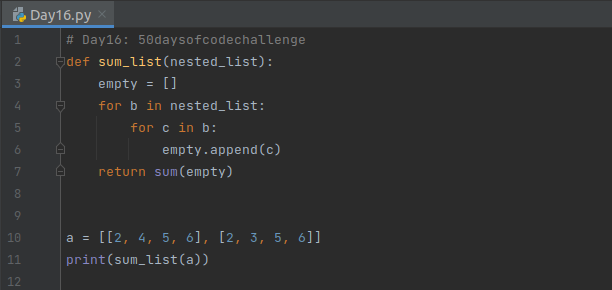 Day16.py
1 # Day16: 50daysofcodechallenge
2 def sum_list(nested_list):
3     empty = []
4     for b in nested_list:
5         for c in b:
6             empty.append(c)
7     return sum(empty)
8
9
10 a = [[2, 4, 5, 6], [2, 3, 5, 6]]
11 print(sum_list(a))
12